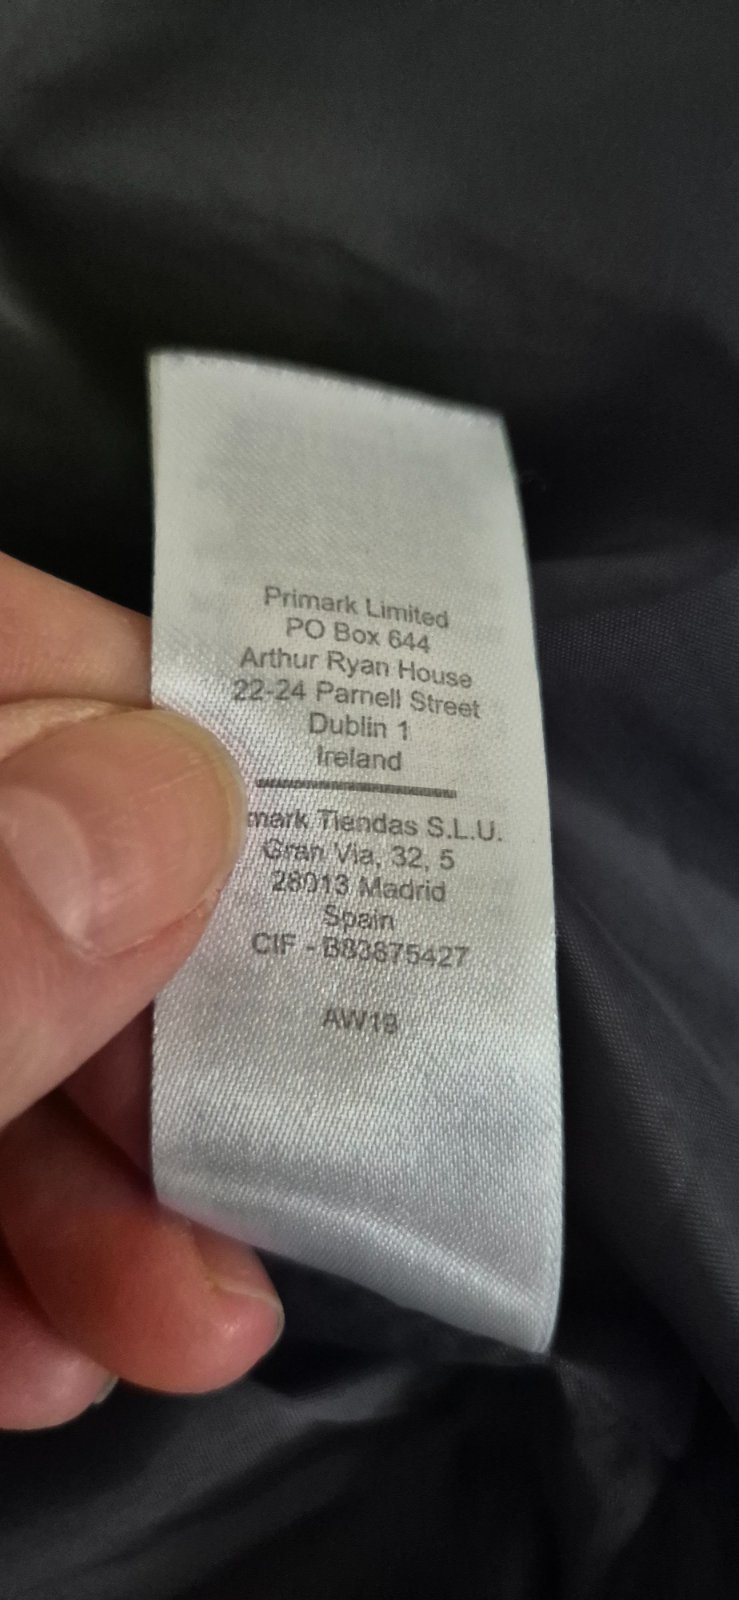 Primark Limited
PO Box 644
Arthur Ryan House
22-24 Parnell Street
Dublin 1
Ireland
mark Tiendas S.L.U.
Gran Via, 32, 5
28013 Madrid
Spain
CIF - B83875427
AW19